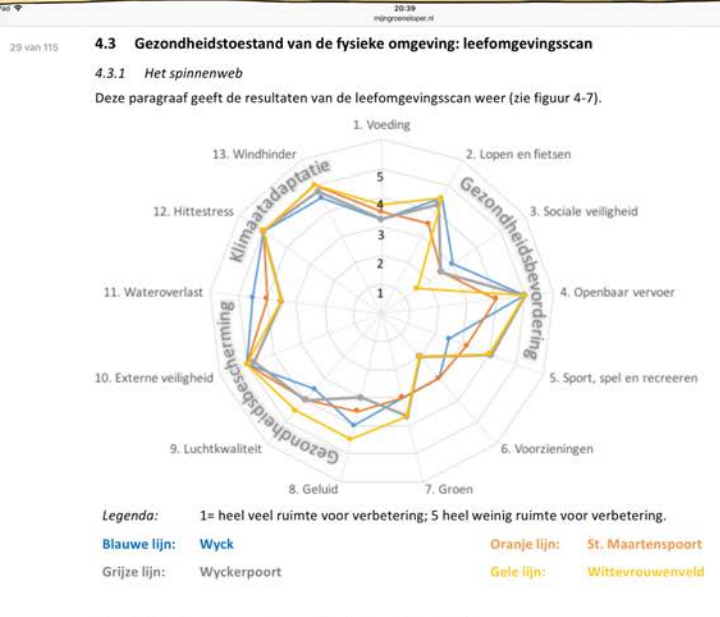 20:39
mijngroeneloper.nl
29 van 115
4.3 Gezondheidstoestand van de fysieke omgeving: leefomgevingsscan
4.3.1 Het spinnenweb
Deze paragraaf geeft de resultaten van de leefomgevingsscan weer (zie figuur 4-7).
1. Voeding
13. Windhinder
2. Lopen en fietsen
Klimaatadaptatie
Gezondheidsbevordering
12. Hittestress
3. Sociale veiligheid
5
4
3
2
1
11. Wateroverlast
4. Openbaar vervoer
10. Externe veiligheid
5. Sport, spel en recreeren
Gezondheidsbescherming
9. Luchtkwaliteit
6. Voorzieningen
8. Geluid
7. Groen
Legenda: 1= heel veel ruimte voor verbetering; 5 heel weinig ruimte voor verbetering.
Blauwe lijn: Wyck Oranje lijn: St. Maartenspoort
Grijze lijn: Wyckerpoort Gele lijn: Wittevrouwenveld